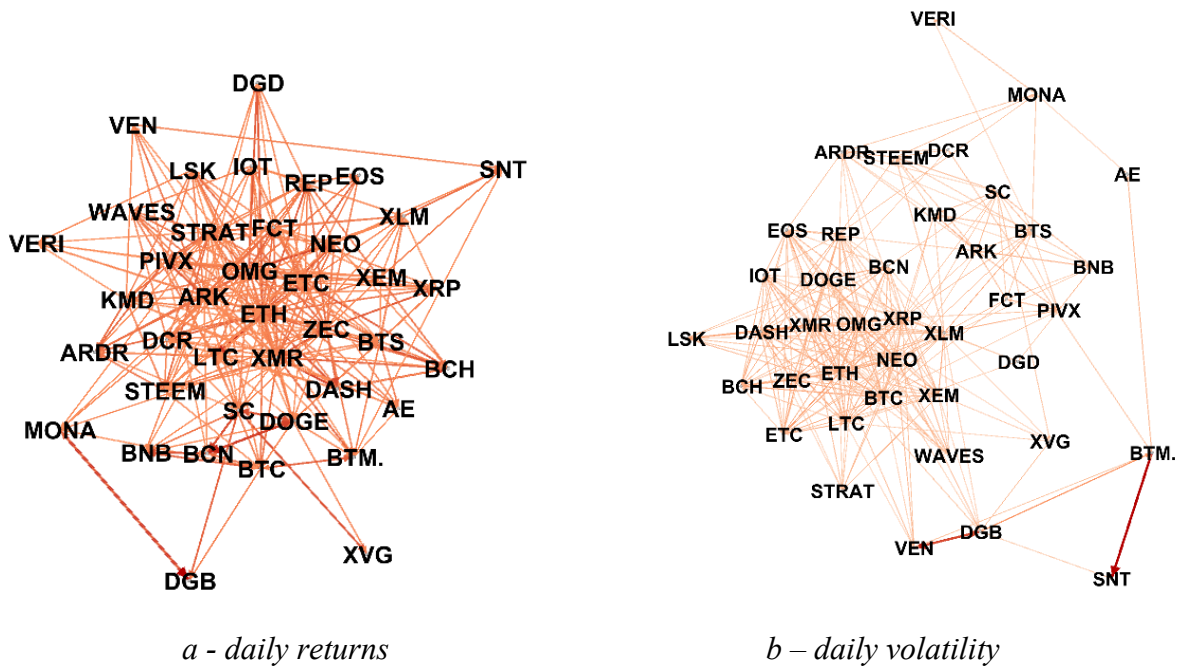 DGD
VEN
SNT
LSK
IOT
REP
EOS
WAVES
XLM
STRAT
FCT
NEO
VERI
PIVX
OMG
ETC
XEM
XRP
KMD
ARK
ETH
ZEC
DCR
BTS
ARDR
LTC
XMR
BCH
STEEM
DASH
SC
DOGE
AE
MONA
BNB
BCN
BTC
BTM.
XVG
DGB
a - daily returns
VERI
MONA
ARDR
STEEM
DCR
AE
SC
KMD
EOS
REP
BTS
ARK
BCN
BNB
IOT
DOGE
FCT
PIVX
LSK
DASH
XMR
OMG
XRP
XLM
NEO
DGD
BCH
ZEC
ETH
BTC
XEM
ETC
LTC
XVG
WAVES
BTM.
STRAT
VEN
DGB
SNT
b – daily volatility